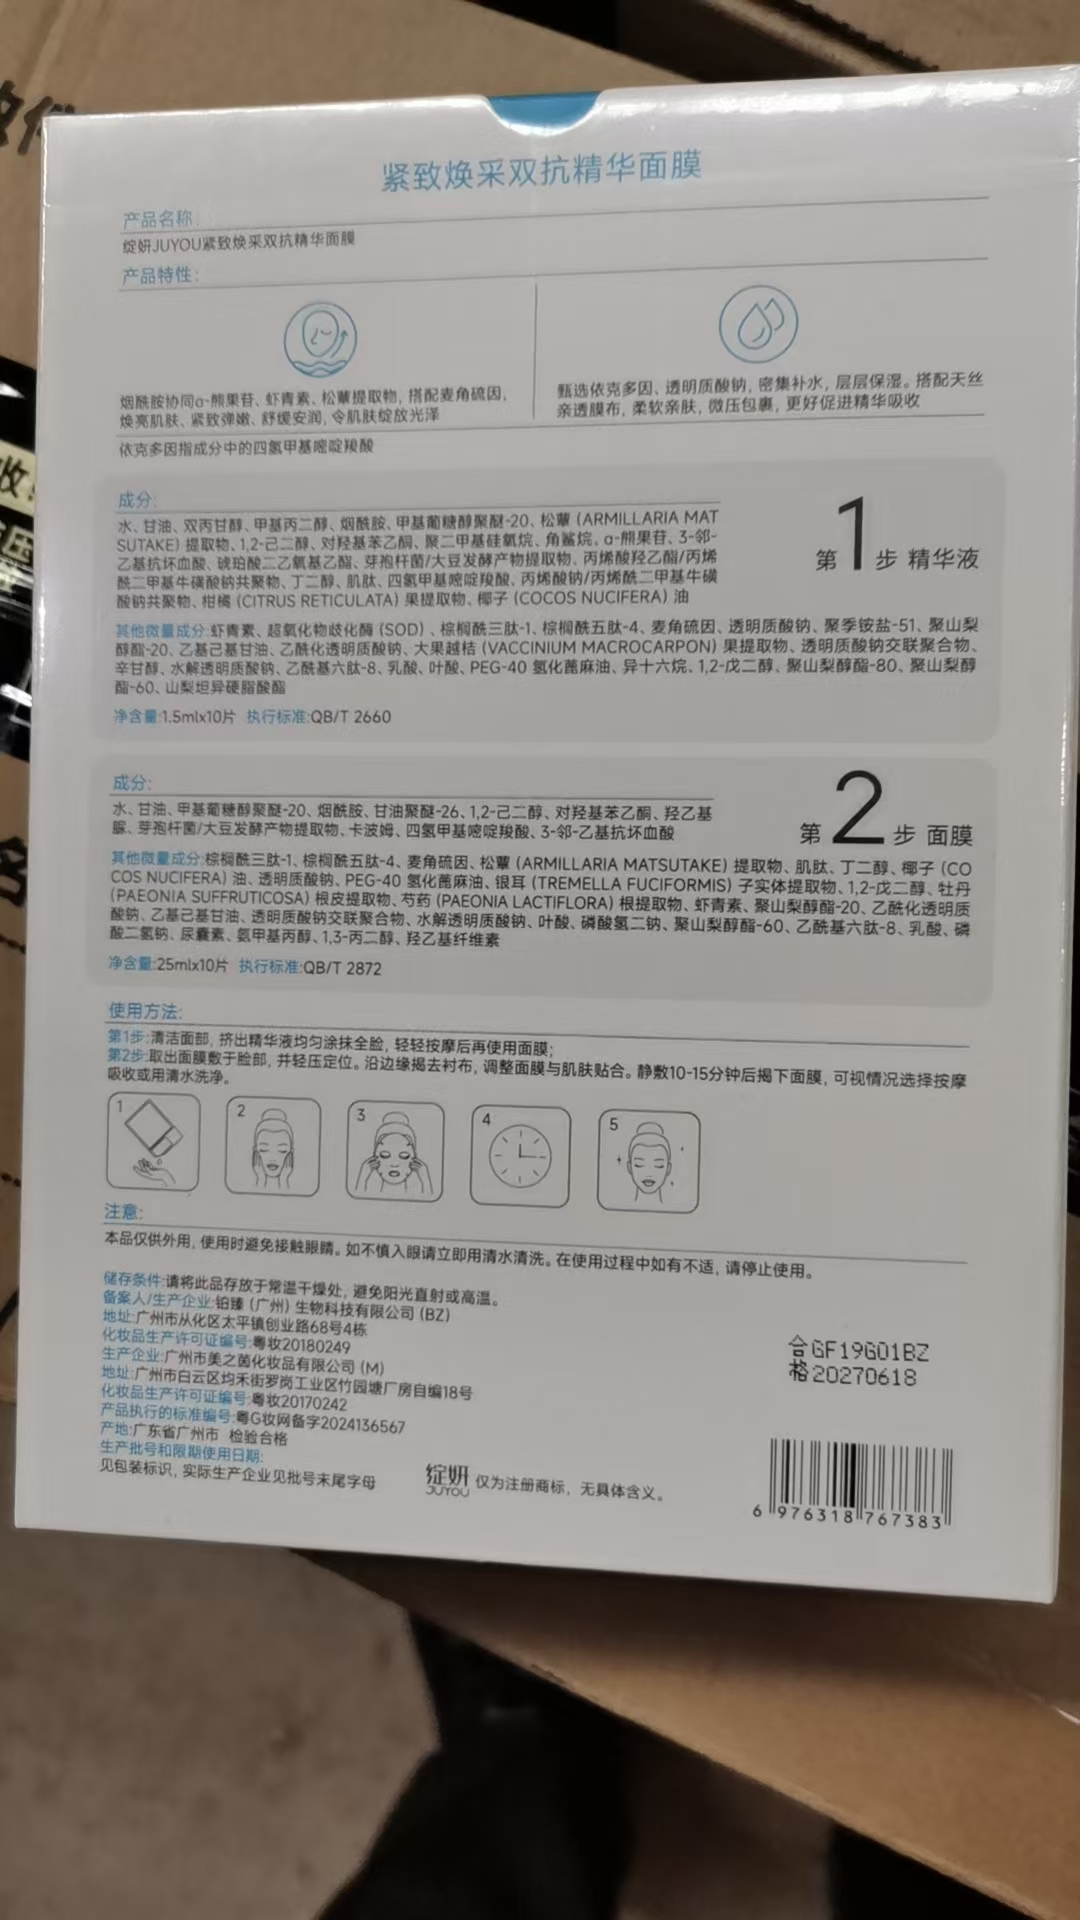 紧致焕采双抗精华面膜
产品名称:
绽妍JUYOU紧致焕采双抗精华面膜
产品特性:
烟酰胺协同α-熊果苷、虾青素、松蕈提取物, 搭配麦角硫因,
焕亮肌肤、紧致弹嫩、舒缓安润, 令肌肤绽放光泽
甄选依克多因、透明质酸钠, 密集补水, 层层保湿。搭配天丝
亲透膜布, 柔软亲肤, 微压包裹, 更好促进精华吸收
依克多因指成分中的四氢甲基嘧啶羧酸
成分:
水、甘油、双丙甘醇、甲基丙二醇、烟酰胺、甲基葡糖醇聚醚-20、松蕈 (ARMILLARIA MAT
SUTAKE) 提取物、1,2-己二醇、对羟基苯乙酮、聚二甲基硅氧烷、角鲨烷、α-熊果苷、3-邻-
乙基抗坏血酸、琥珀酸二乙氧基乙酯、芽孢杆菌/大豆发酵产物提取物、丙烯酸羟乙酯/丙烯
酰二甲基牛磺酸钠共聚物、丁二醇、肌肽、四氢甲基嘧啶羧酸、丙烯酸钠/丙烯酰二甲基牛磺
酸钠共聚物、柑橘 (CITRUS RETICULATA) 果提取物、椰子 (COCOS NUCIFERA) 油
第1步 精华液
其他微量成分:虾青素、超氧化物歧化酶 (SOD) 、棕榈酰三肽-1、棕榈酰五肽-4、麦角硫因、透明质酸钠、聚季铵盐-51、聚山梨
醇酯-20、乙基己基甘油、乙酰化透明质酸钠、大果越桔 (VACCINIUM MACROCARPON) 果提取物、透明质酸钠交联聚合物、
辛甘醇、水解透明质酸钠、乙酰基六肽-8、乳酸、叶酸、PEG-40 氢化蓖麻油、异十六烷、1,2-戊二醇、聚山梨醇酯-80、聚山梨醇
酯-60、山梨坦异硬脂酸酯
净含量:1.5mlx10片 执行标准:QB/T 2660
成分:
水、甘油、甲基葡糖醇聚醚-20、烟酰胺、甘油聚醚-26、1,2-己二醇、对羟基苯乙酮、羟乙基
脲、芽孢杆菌/大豆发酵产物提取物、卡波姆、四氢甲基嘧啶羧酸、3-邻-乙基抗坏血酸
第2步 面膜
其他微量成分:棕榈酰三肽-1、棕榈酰五肽-4、麦角硫因、松蕈 (ARMILLARIA MATSUTAKE) 提取物、肌肽、丁二醇、椰子 (CO
COS NUCIFERA) 油、透明质酸钠、PEG-40 氢化蓖麻油、银耳 (TREMELLA FUCIFORMIS) 子实体提取物、1,2-戊二醇、牡丹
(PAEONIA SUFFRUTICOSA) 根皮提取物、芍药 (PAEONIA LACTIFLORA) 根提取物、虾青素、聚山梨醇酯-20、乙酰化透明质
酸钠、乙基己基甘油、透明质酸钠交联聚合物、水解透明质酸钠、叶酸、磷酸氢二钠、聚山梨醇酯-60、乙酰基六肽-8、乳酸、磷
酸二氢钠、尿囊素、氨甲基丙醇、1,3-丙二醇、羟乙基纤维素
净含量:25mlx10片 执行标准:QB/T 2872
使用方法:
第1步:清洁面部, 挤出精华液均匀涂抹全脸, 轻轻按摩后再使用面膜;
第2步:取出面膜敷于脸部, 并轻压定位。沿边缘揭去衬布, 调整面膜与肌肤贴合。静敷10-15分钟后揭下面膜, 可视情况选择按摩
吸收或用清水洗净。
1 2 3 4 5
注意:
本品仅供外用, 使用时避免接触眼睛。如不慎入眼请立即用清水清洗。在使用过程中如有不适, 请停止使用。
储存条件:请将此品存放于常温干燥处, 避免阳光直射或高温。
备案人/生产企业:铂臻 (广州) 生物科技有限公司 (BZ)
地址:广州市从化区太平镇创业路68号4栋
化妆品生产许可证编号:粤妆20180249
生产企业:广州市美之茵化妆品有限公司 (M)
地址:广州市白云区均禾街罗岗工业区竹园塘厂房自编18号
化妆品生产许可证编号:粤妆20170242
产品执行的标准编号:粤G妆网备字2024136567
产地:广东省广州市 检验合格
生产批号和限期使用日期:
见包装标识, 实际生产企业见批号末尾字母
绽妍
JUYOU
仅为注册商标, 无具体含义。
合GF19G01BZ
格20270618
6 976318 767383